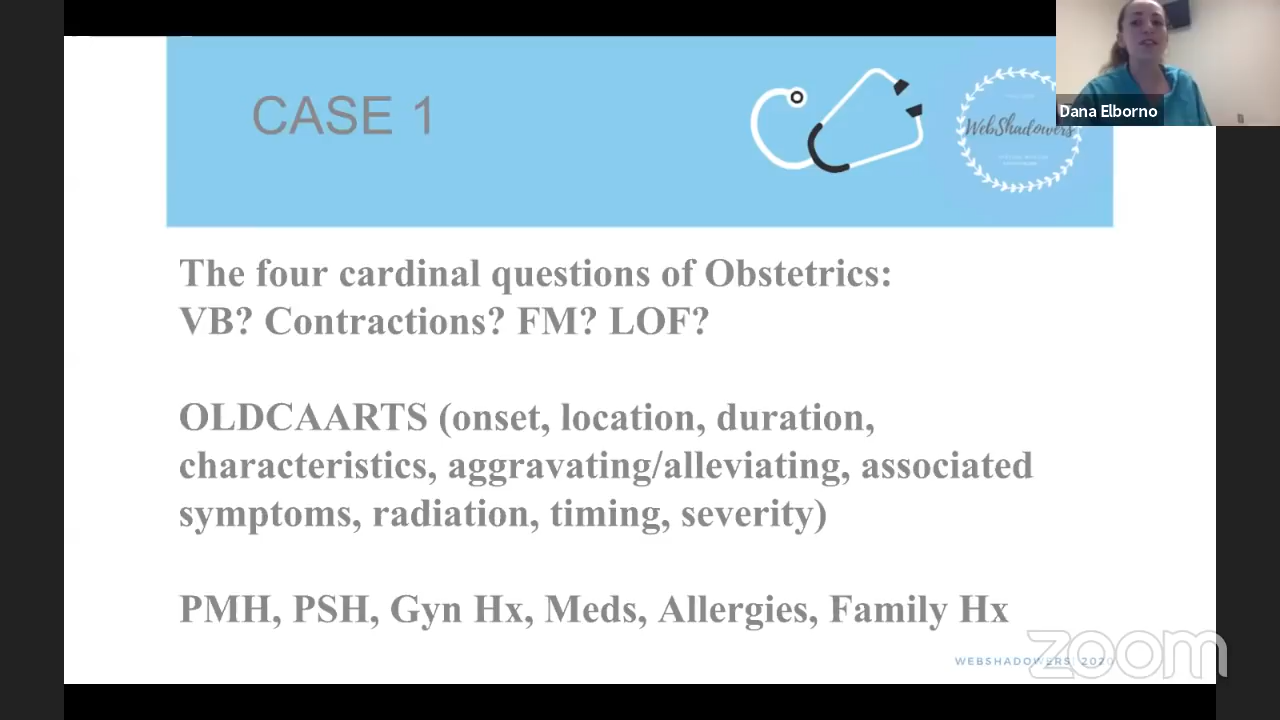 CASE 1
WebShadowers
Dana Elborno
The four cardinal questions of Obstetrics:
VB? Contractions? FM? LOF?
OLDCAARTS (onset, location, duration,
characteristics, aggravating/alleviating, associated
symptoms, radiation, timing, severity)
PMH, PSH, Gyn Hx, Meds, Allergies, Family Hx
WEBSHADOWERS 2020
zoom